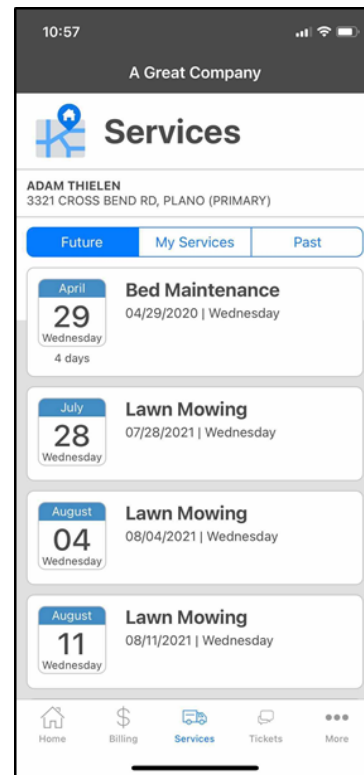 10:57
A Great Company
Services
ADAM THIELEN
3321 CROSS BEND RD, PLANO (PRIMARY)
Future My Services Past
April
29
Wednesday
4 days
Bed Maintenance
04/29/2020 | Wednesday
July
28
Wednesday
Lawn Mowing
07/28/2021 | Wednesday
August
04
Wednesday
Lawn Mowing
08/04/2021 | Wednesday
August
11
Wednesday
Lawn Mowing
08/11/2021 | Wednesday
Home Billing Services Tickets More